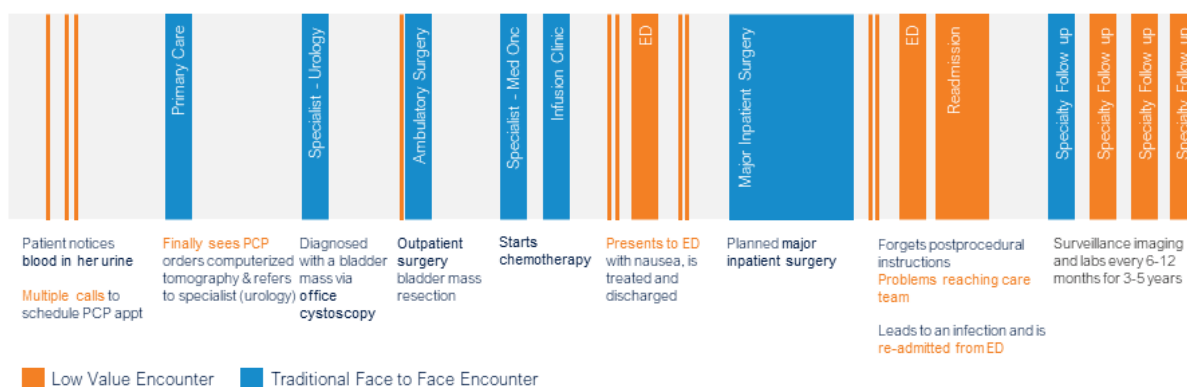 Primary Care
Specialist - Urology
Ambulatory Surgery
Specialist - Med Onc
Infusion Clinic
ED
Major Inpatient Surgery
ED
Readmission
Specialty Follow up
Specialty Follow up
Specialty Follow up
Specialty Follow up
Patient notices
blood in her urine
Multiple calls to
schedule PCP appt
Finally sees PCP
orders computerized
tomography & refers
to specialist (urology)
Diagnosed
with a bladder
mass via
office
cystoscopy
Outpatient
surgery
bladder mass
resection
Starts
chemotherapy
Presents to ED
with nausea, is
treated and
discharged
Planned major
inpatient surgery
Forgets postprocedural
instructions
Problems reaching care
team
Leads to an infection and is
re-admitted from ED
Surveillance imaging
and labs every 6-12
months for 3-5 years
Low Value Encounter
Traditional Face to Face Encounter